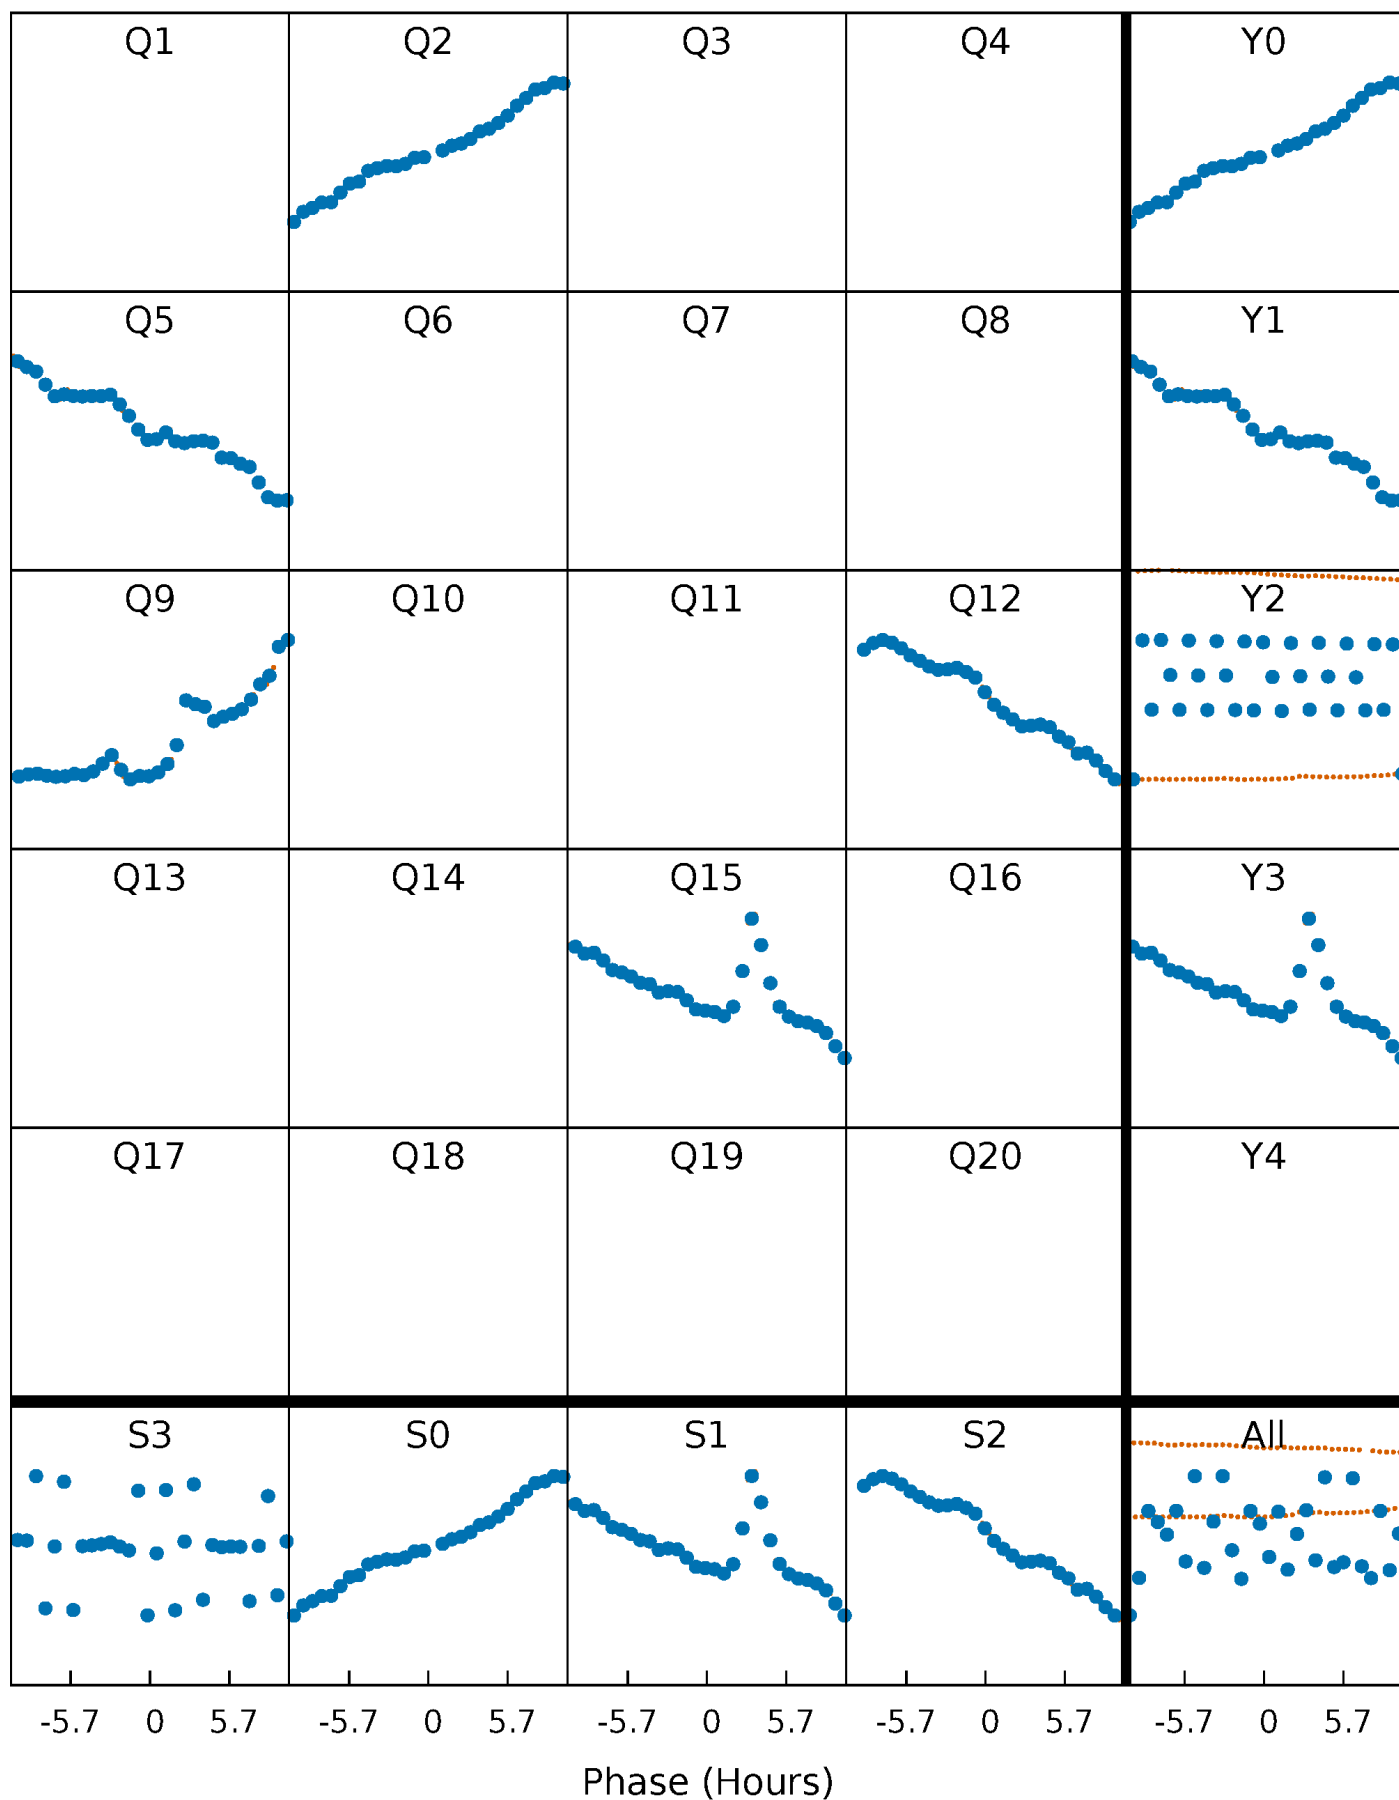 Q1 Q2 Q3 Q4 Y0
Q5 Q6 Q7 Q8 Y1
Q9 Q10 Q11 Q12 Y2
Q13 Q14 Q15 Q16 Y3
Q17 Q18 Q19 Q20 Y4
S3 S0 S1 S2 All
-5.7 0 5.7 -5.7 0 5.7 -5.7 0 5.7 -5.7 0 5.7 -5.7 0 5.7
Phase (Hours)